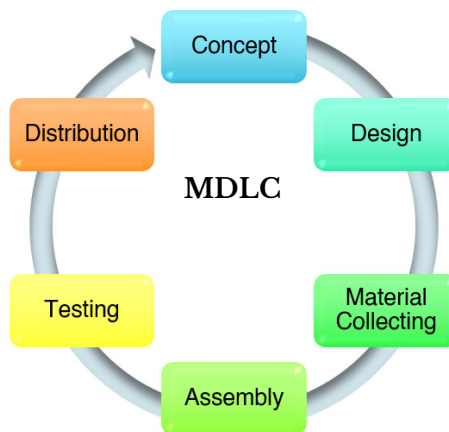 Concept
Distribution
Design
MDLC
Testing
Material
Collecting
Assembly